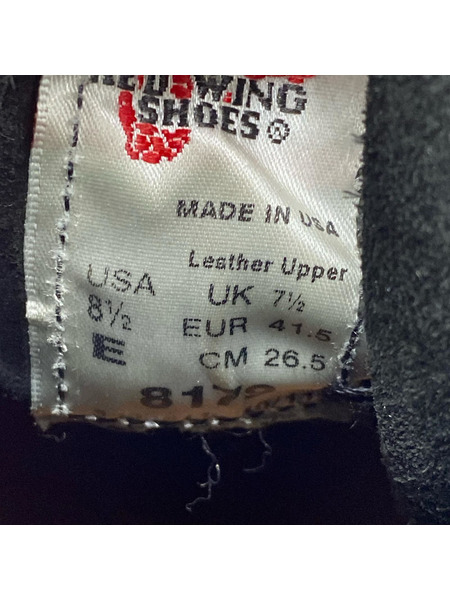 RED WING
SHOES®
MADE IN USA
Leather Upper
USA
8½
E
UK 7½
EUR 41.5
CM 26.5